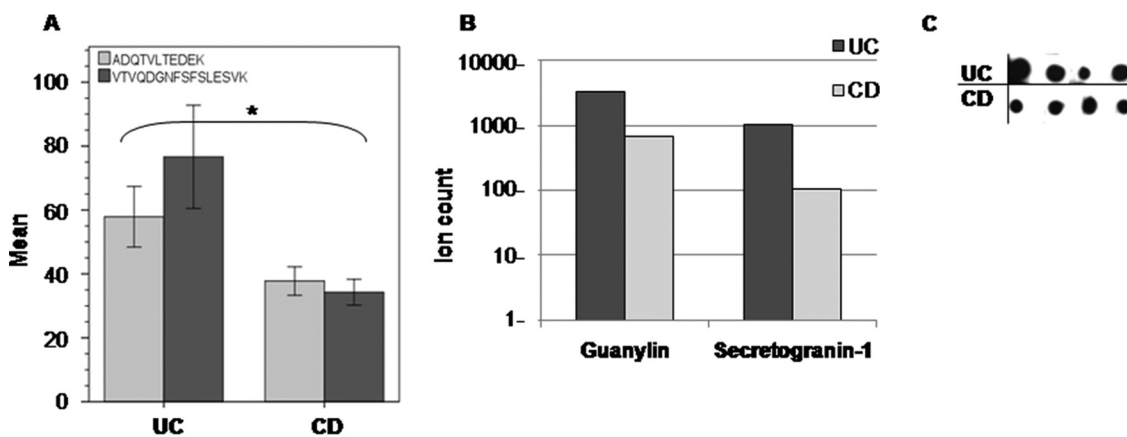 A
ADQTVLTEDEK
VTVQDGNFSFSLESVK
100
80
60
40
20
0
Mean
*
UC CD
B
UC
CD
10000
1000
100
10
1
Ion count
Guanylin Secretogranin-1
C
UC
CD